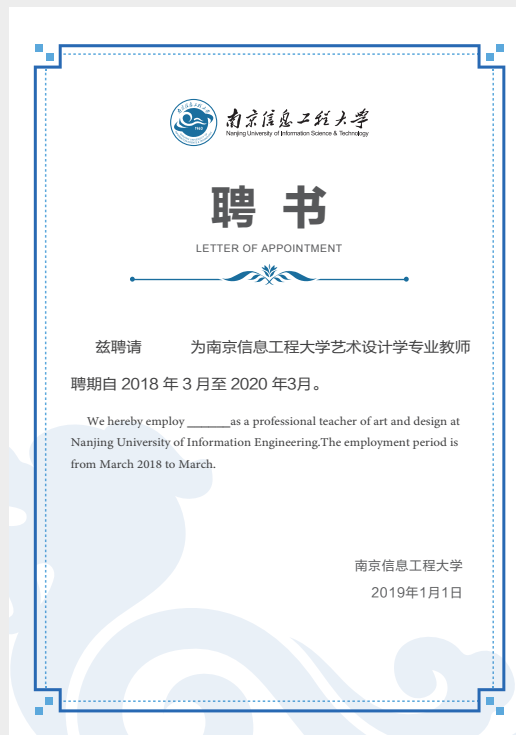 南京信息工程大学
Nanjing University of Information Science & Technology
聘书
LETTER OF APPOINTMENT
兹聘请 为南京信息工程大学艺术设计学专业教师
聘期自 2018 年 3 月至 2020 年3月。
We hereby employ ______as a professional teacher of art and design at
Nanjing University of Information Engineering.The employment period is
from March 2018 to March.
南京信息工程大学
2019年1月1日